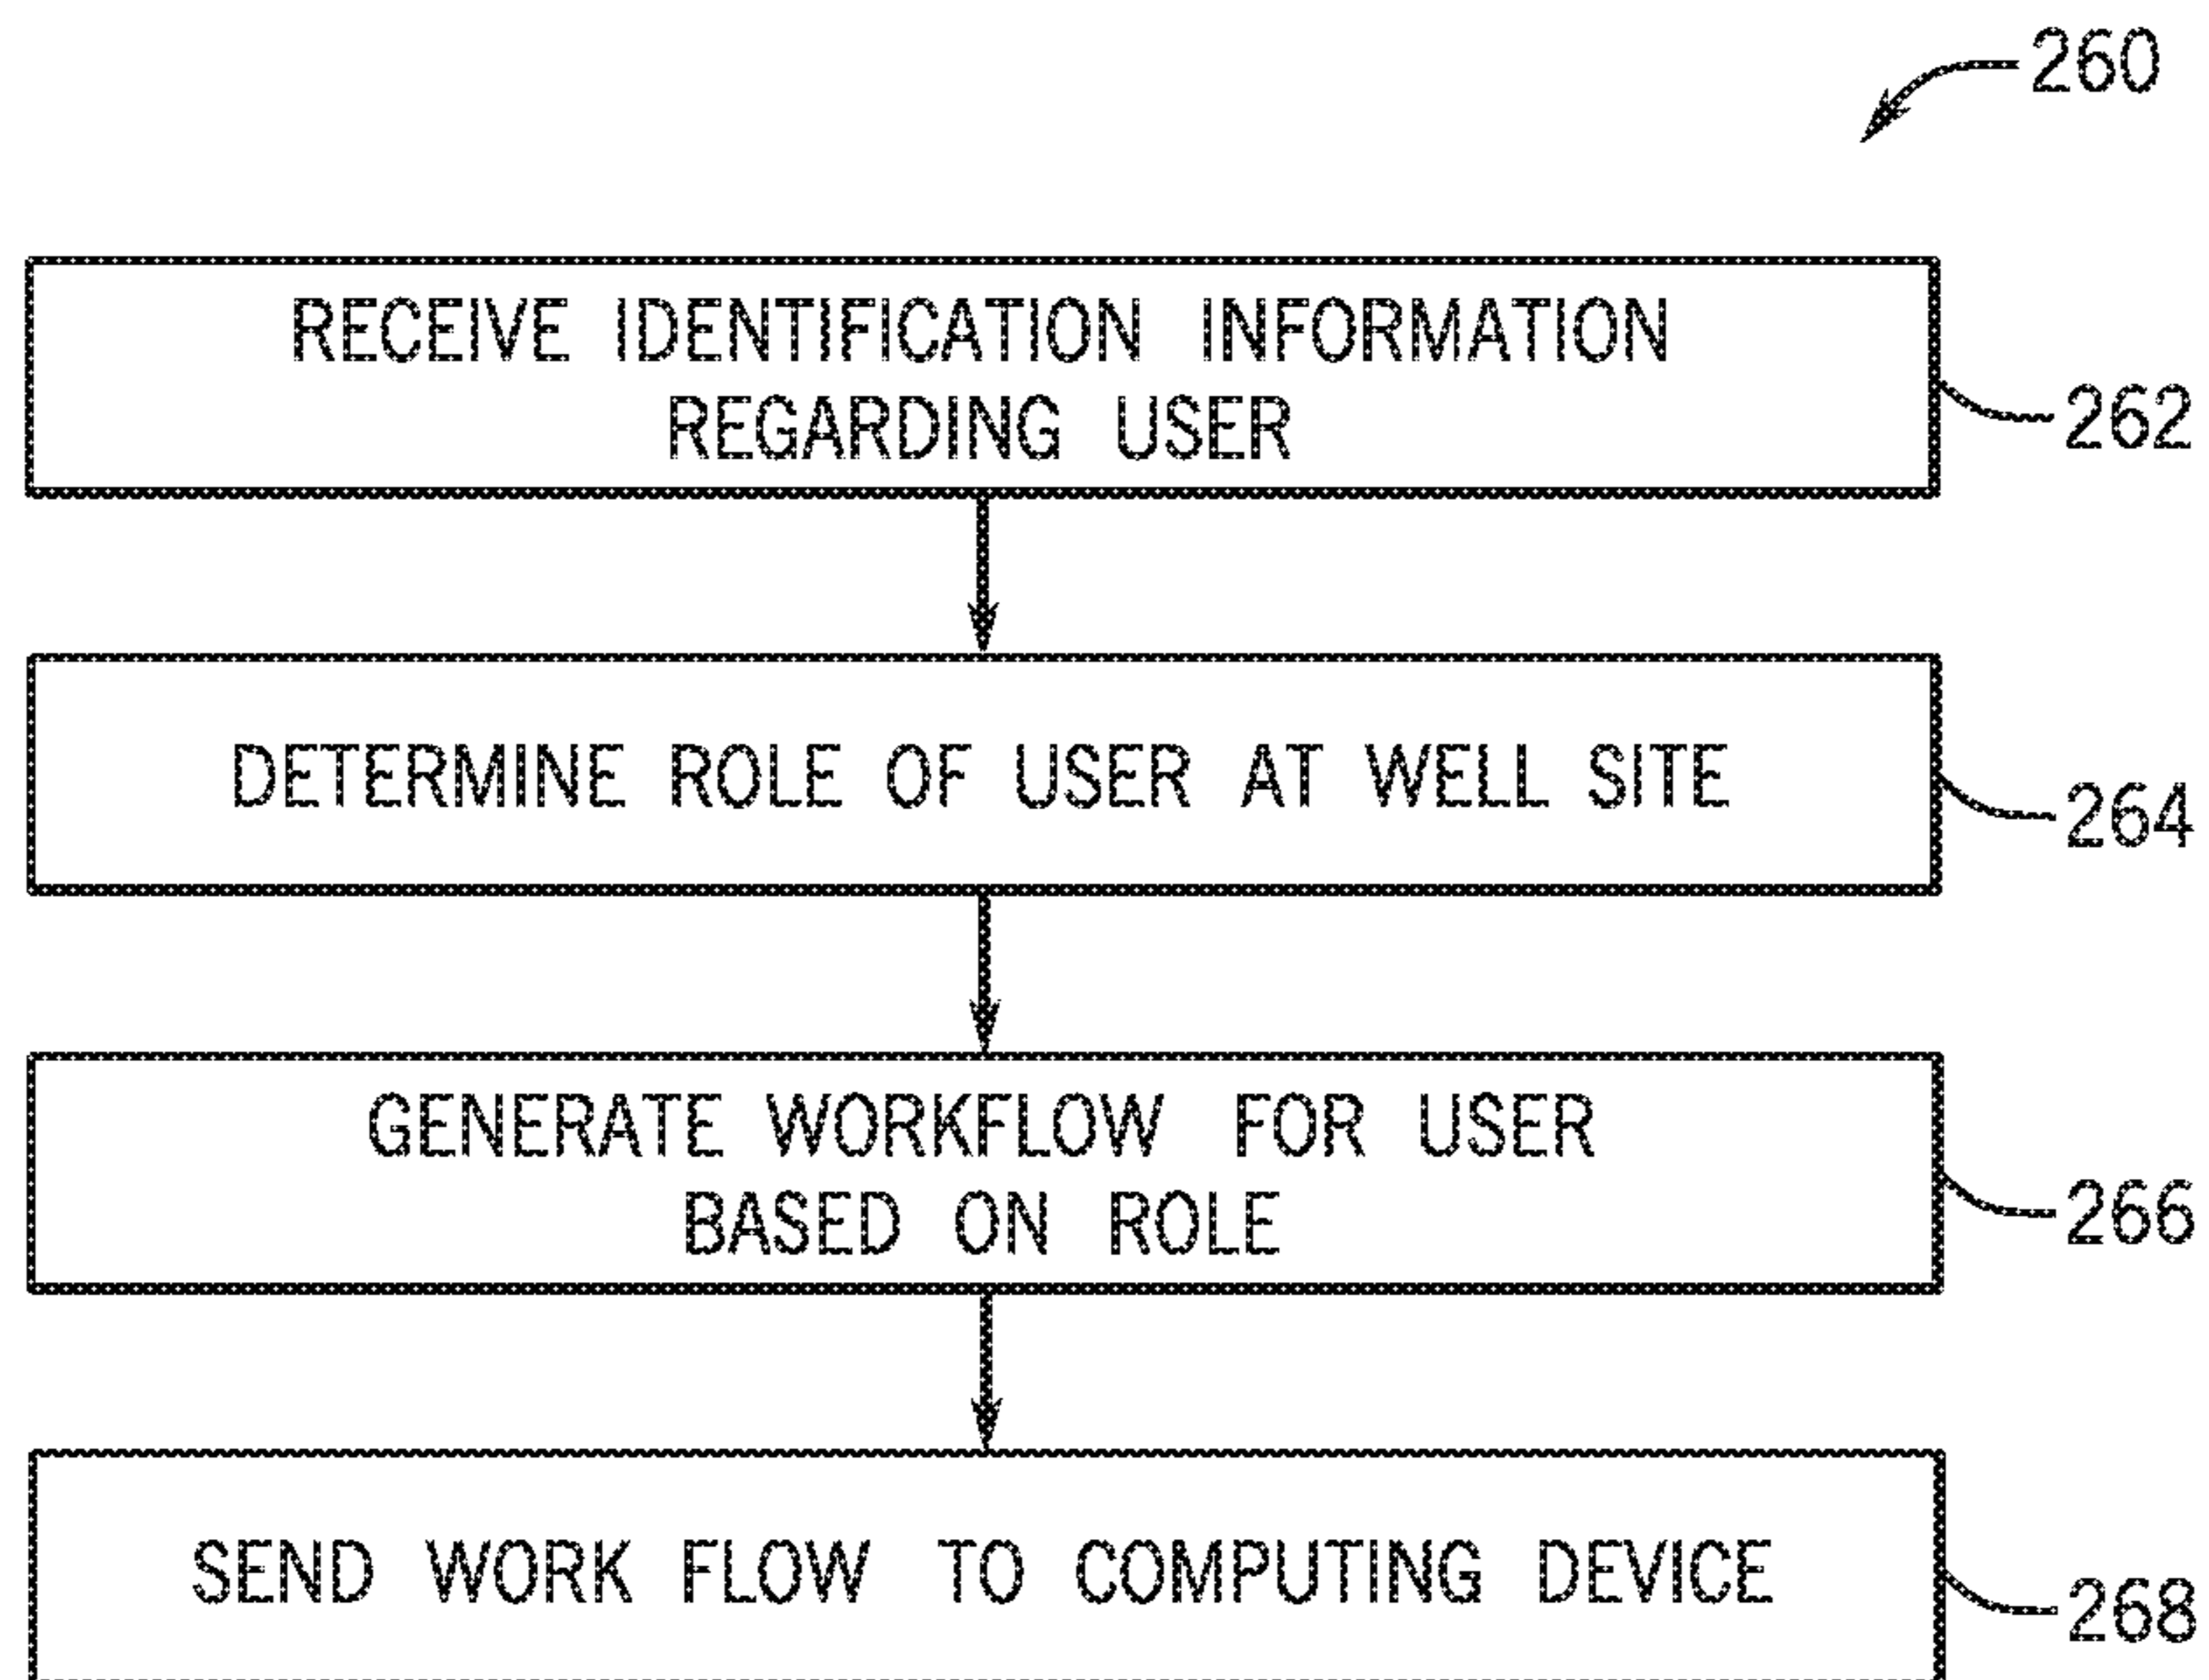 260
RECEIVE IDENTIFICATION INFORMATION
REGARDING USER
262
DETERMINE ROLE OF USER AT WELL SITE
264
GENERATE WORKFLOW FOR USER
BASED ON ROLE
266
SEND WORK FLOW TO COMPUTING DEVICE
268